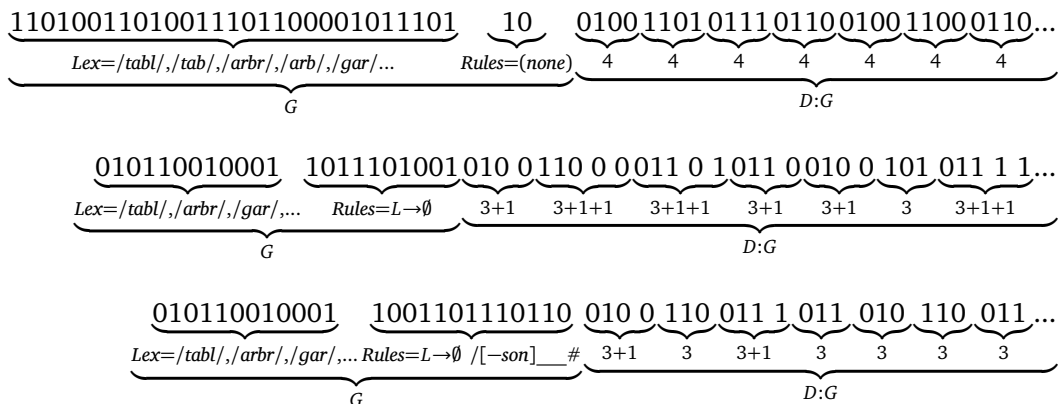 110100110100111011000010111​01 10 0100 1101 0111 0110 0100 1100 0110...
Lex=/tabl/,/tab/,/arbr/,/arb/,/gar/... Rules=(none) 4 4 4 4 4 4 4
G D:G
010110010001 1011101001 010 0 110 0 0 011 0 1 011 0 010 0 101 011 1 1...
Lex=/tabl/,/arbr/,/gar/,... Rules=L→∅ 3+1 3+1+1 3+1+1 3+1 3+1 3 3+1+1
G D:G
010110010001 1001101110110 010 0 110 011 1 011 010 110 011 ...
Lex=/tabl/,/arbr/,/gar/,... Rules=L→∅ /[−son]___# 3+1 3 3+1 3 3 3 3
G D:G